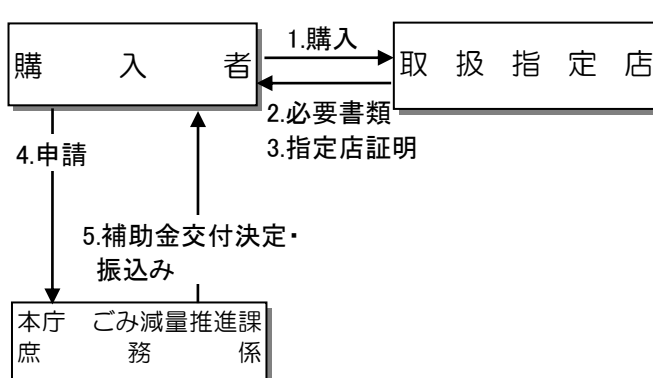 1.購入
購入者
取扱指定店
2.必要書類
3.指定店証明
4.申請
5.補助金交付決定・
振込み
本庁 ごみ減量推進課
庶務係